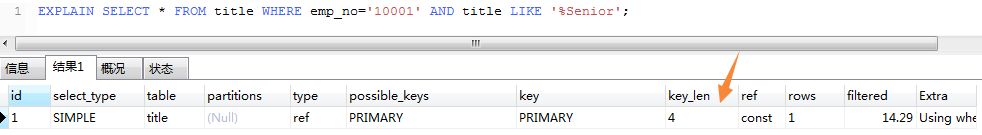 1 EXPLAIN SELECT * FROM title WHERE emp_no='10001' AND title LIKE '%Senior';
信息 结果1 概况 状态
id select_type table partitions type possible_keys key key_len ref rows filtered Extra
1 SIMPLE title (Null) ref PRIMARY PRIMARY 4 const 1 14.29 Using whe